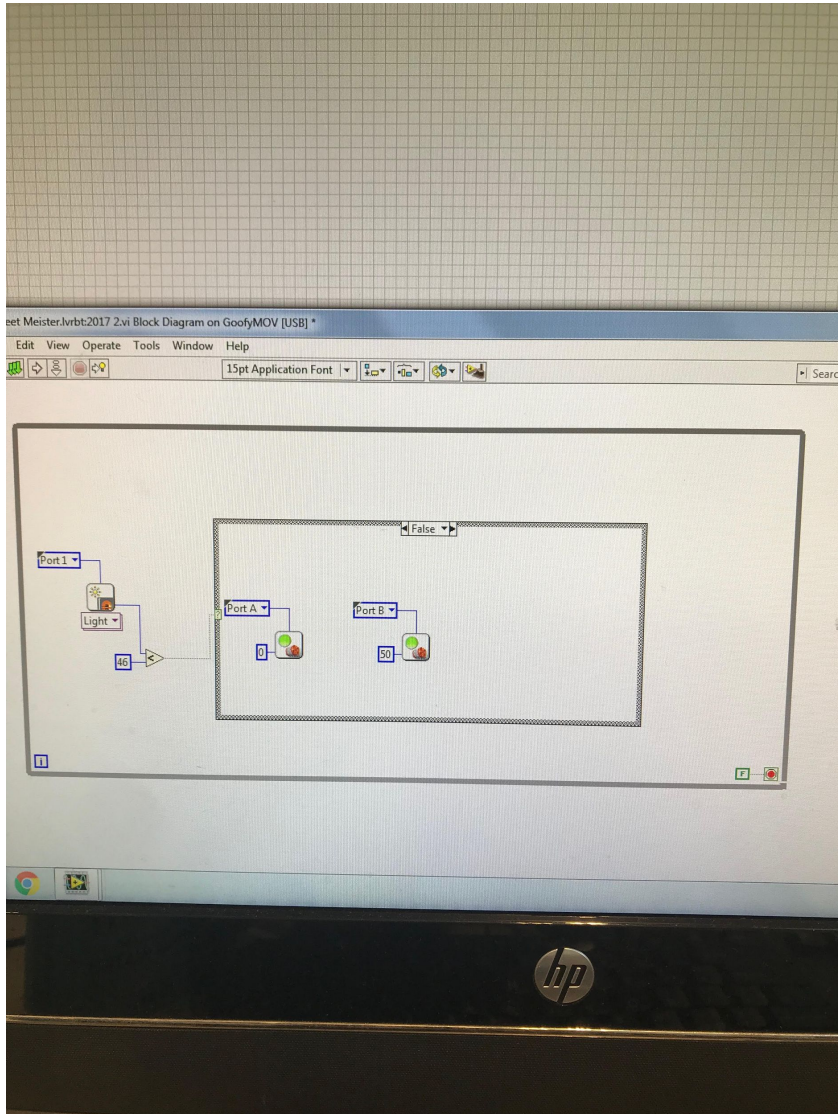 eet Meister.lvrbt:2017 2.vi Block Diagram on GoofyMOV [USB] *
Edit View Operate Tools Window Help
15pt Application Font
Searc
False
Port 1
Light
46
<
?
Port A
0
Port B
50
i
F
hp